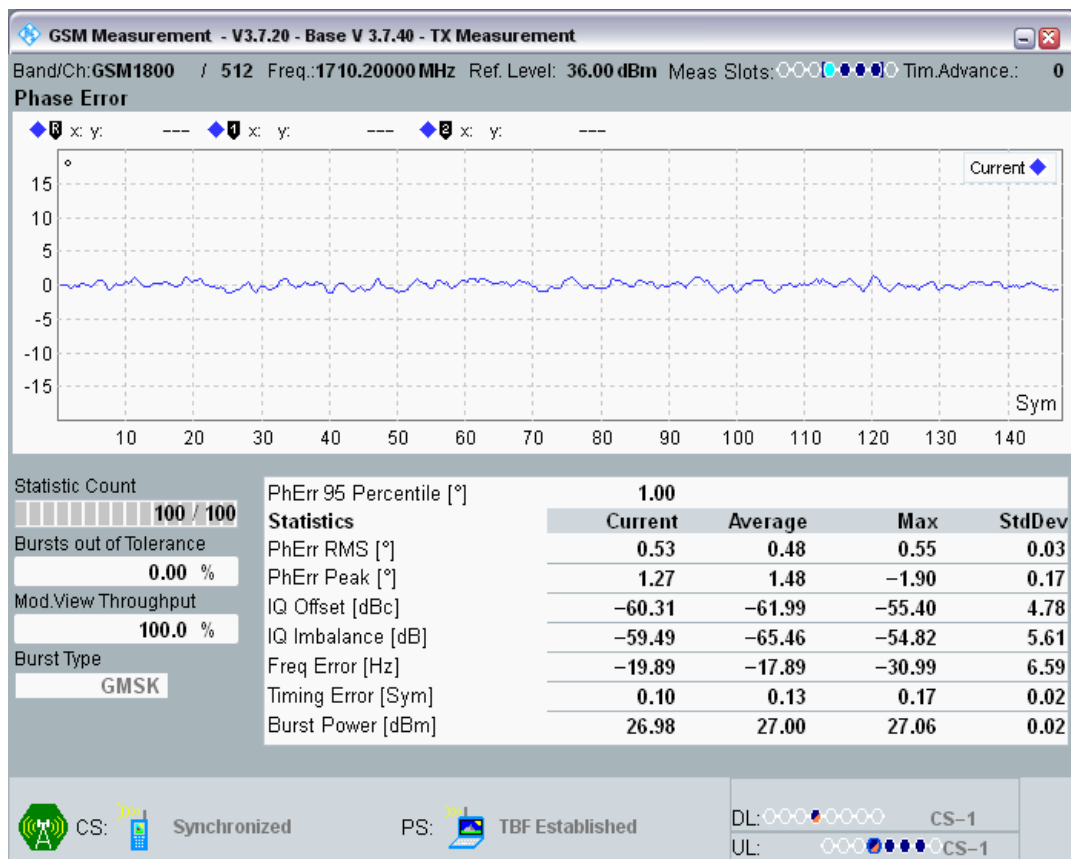 GSM Measurement - V3.7.20 - Base V 3.7.40 - TX Measurement
Band/Ch:GSM1800 / 512 Freq.:1710.20000 MHz Ref. Level: 36.00 dBm Meas Slots: Tim.Advance.: 0
Phase Error
R x: y: --- 1 x: y: --- 2 x: y: ---
° Current
15
10
5
0
-5
-10
-15
Sym
10 20 30 40 50 60 70 80 90 100 110 120 130 140
Statistic Count
100 / 100
Bursts out of Tolerance
0.00 %
Mod.View Throughput
100.0 %
Burst Type
GMSK
PhErr 95 Percentile [°] 1.00
Statistics Current Average Max StdDev
PhErr RMS [°] 0.53 0.48 0.55 0.03
PhErr Peak [°] 1.27 1.48 −1.90 0.17
IQ Offset [dBc] −60.31 −61.99 −55.40 4.78
IQ Imbalance [dB] −59.49 −65.46 −54.82 5.61
Freq Error [Hz] −19.89 −17.89 −30.99 6.59
Timing Error [Sym] 0.10 0.13 0.17 0.02
Burst Power [dBm] 26.98 27.00 27.06 0.02
CS: Synchronized PS: TBF Established
DL: CS−1
UL: CS−1